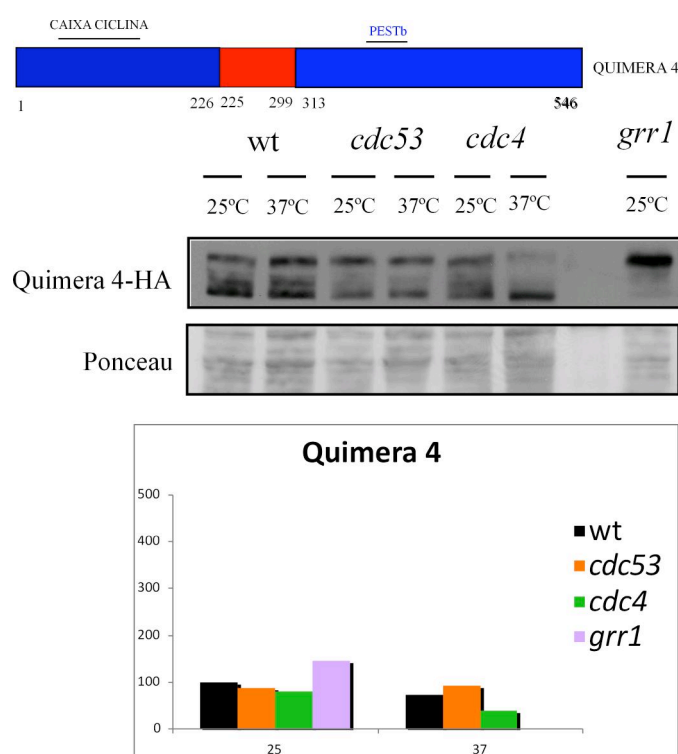 CAIXA CICLINA
PESTb
QUIMERA 4
1 226 225 299 313 546
wt cdc53 cdc4 grr1
25ºC 37ºC 25ºC 37ºC 25ºC 37ºC 25ºC
Quimera 4-HA
Ponceau
Quimera 4
500
400
300
200
100
0
25 37
wt
cdc53
cdc4
grr1